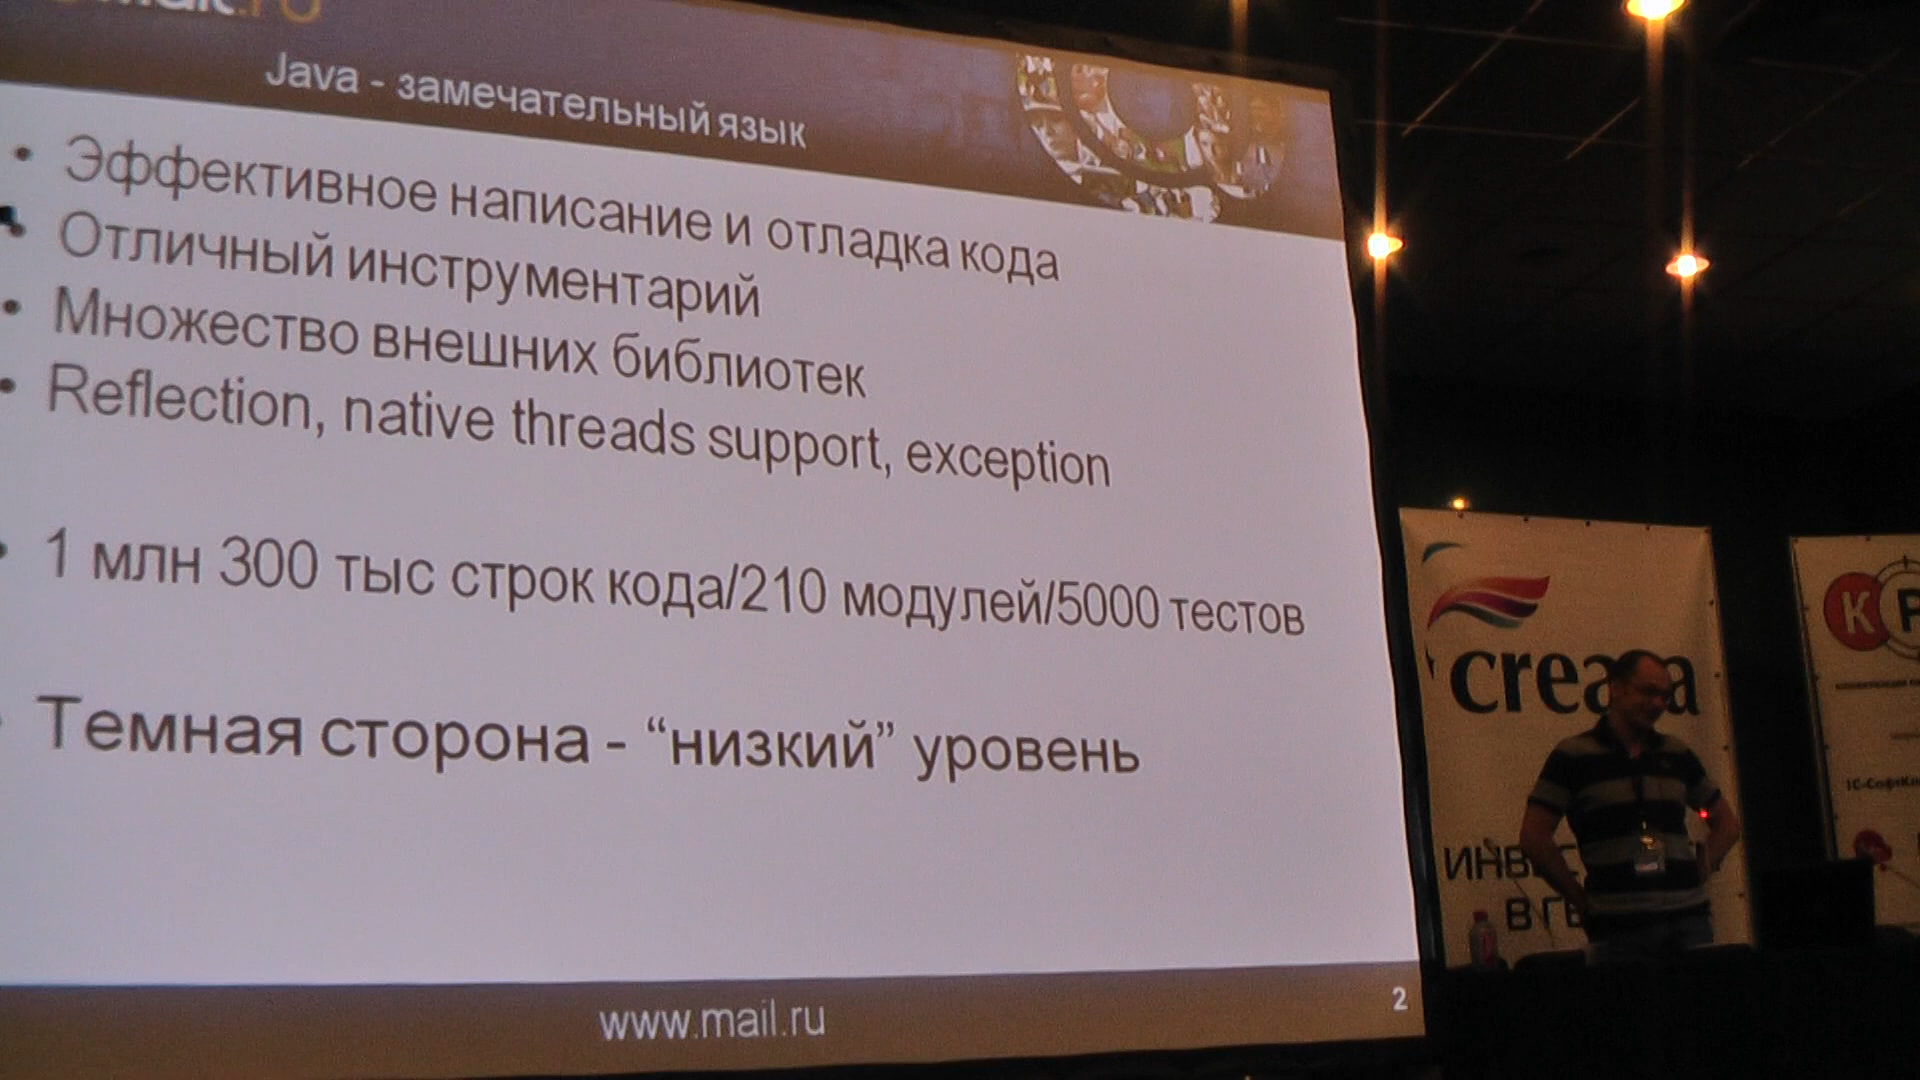 Java - замечательный язык
• Эффективное написание и отладка кода
• Отличный инструментарий
• Множество внешних библиотек
• Reflection, native threads support, exception
• 1 млн 300 тыс строк кода/210 модулей/5000 тестов
Темная сторона - “низкий” уровень
www.mail.ru
2